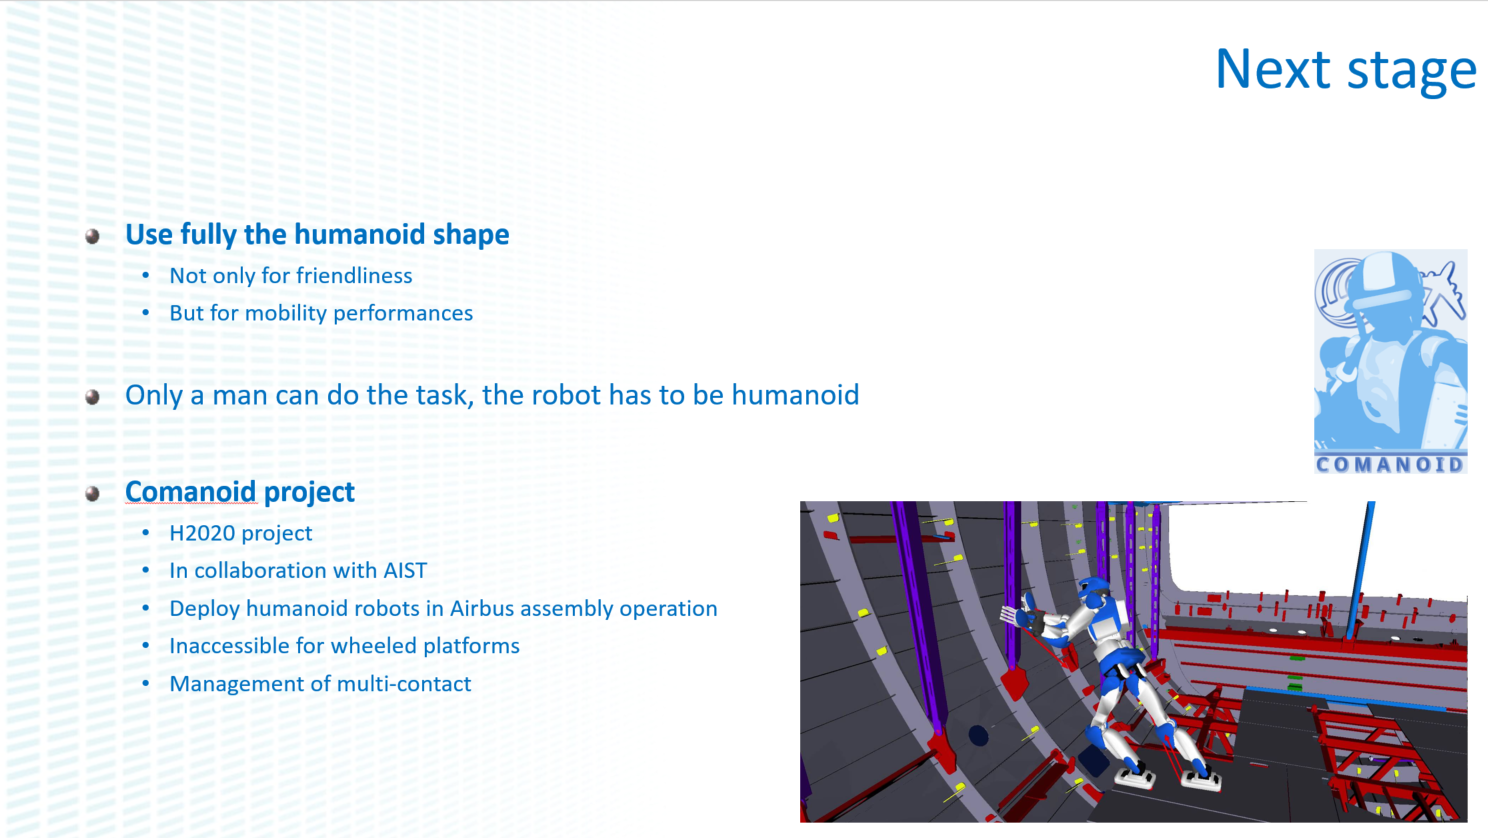 Next stage
Use fully the humanoid shape
Not only for friendliness
But for mobility performances
Only a man can do the task, the robot has to be humanoid
Comanoid project
H2020 project
In collaboration with AIST
Deploy humanoid robots in Airbus assembly operation
Inaccessible for wheeled platforms
Management of multi-contact
COMANOID